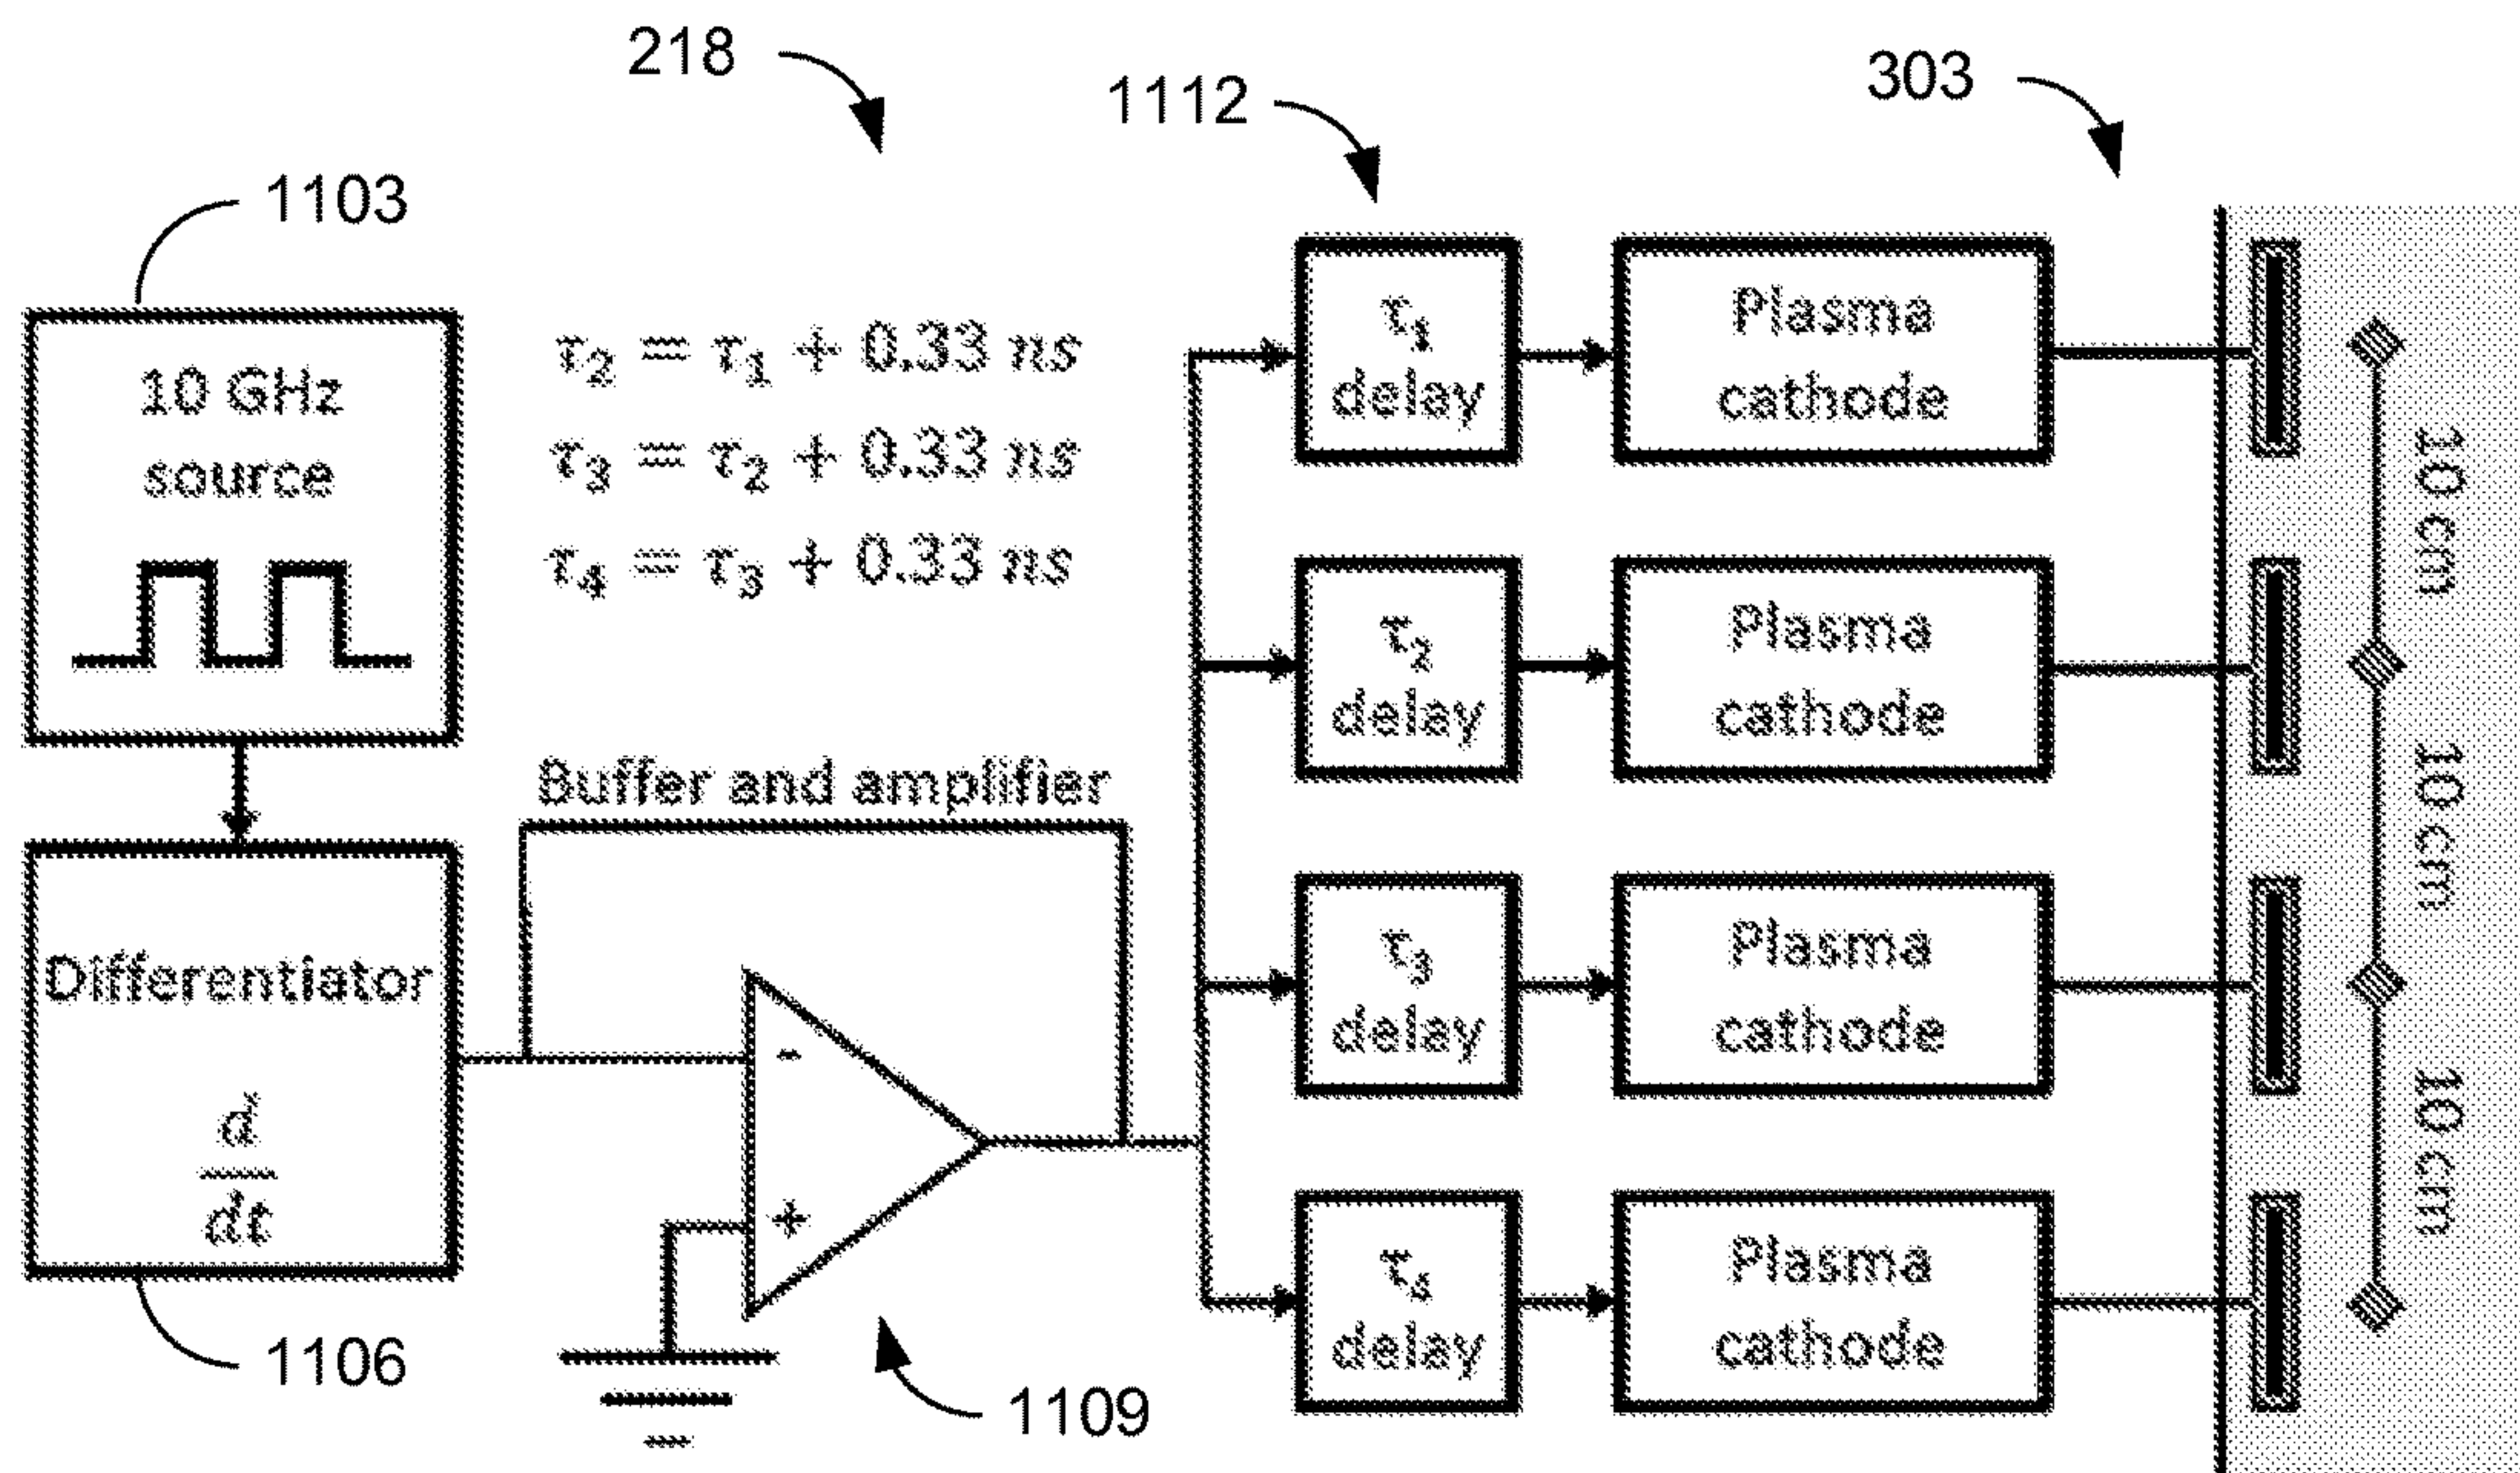 218
1112
303
1103
10 GHz
source
τ₂ = τ₁ + 0.33 ns
τ₃ = τ₂ + 0.33 ns
τ₄ = τ₃ + 0.33 ns
τ₁
delay
Plasma
cathode
10 cm
τ₂
delay
Plasma
cathode
10 cm
Buffer and amplifier
Differentiator
d
dt
-
+
τ₃
delay
Plasma
cathode
10 cm
τ₄
delay
Plasma
cathode
1106
1109